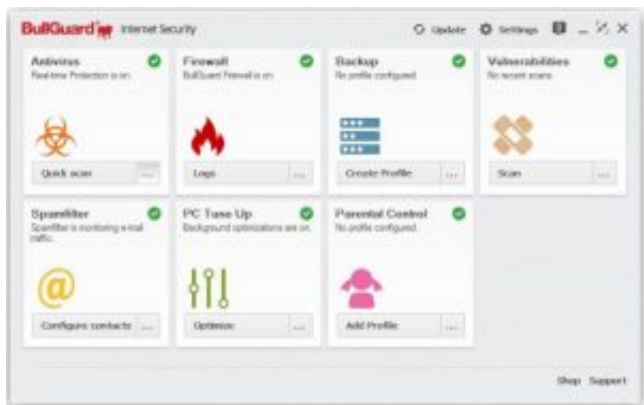 BullGuard Internet Security
Update Settings
Antivirus
Real-time Protection is on.
Quick scan ...
Firewall
BullGuard Firewall is on.
Logs ...
Backup
No profile configured
Create Profile ...
Vulnerabilities
No recent scans.
Scan ...
Spamfilter
Spamfilter is monitoring e-mail
traffic.
Configure contacts ...
PC Tune Up
Background optimizations are on.
Optimize ...
Parental Control
No profile configured.
Add Profile ...
Shop Support